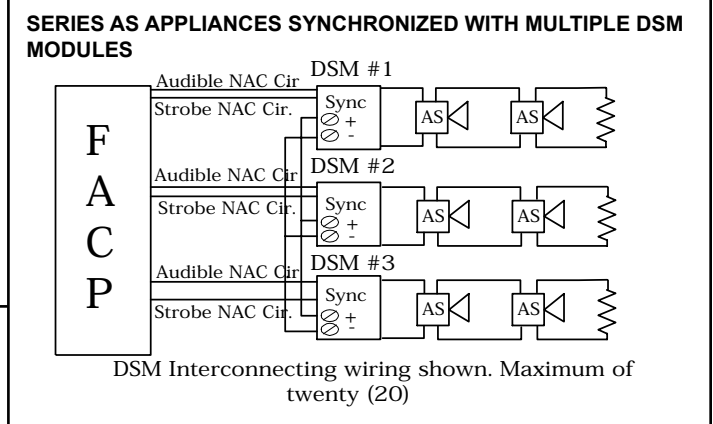 SERIES AS APPLIANCES SYNCHRONIZED WITH MULTIPLE DSM
MODULES
FACP
Audible NAC Cir
Strobe NAC Cir.
DSM #1
Sync
+
-
AS
AS
Audible NAC Cir
Strobe NAC Cir.
DSM #2
Sync
+
-
AS
AS
Audible NAC Cir
Strobe NAC Cir.
DSM #3
Sync
+
-
AS
AS
DSM Interconnecting wiring shown. Maximum of
twenty (20)